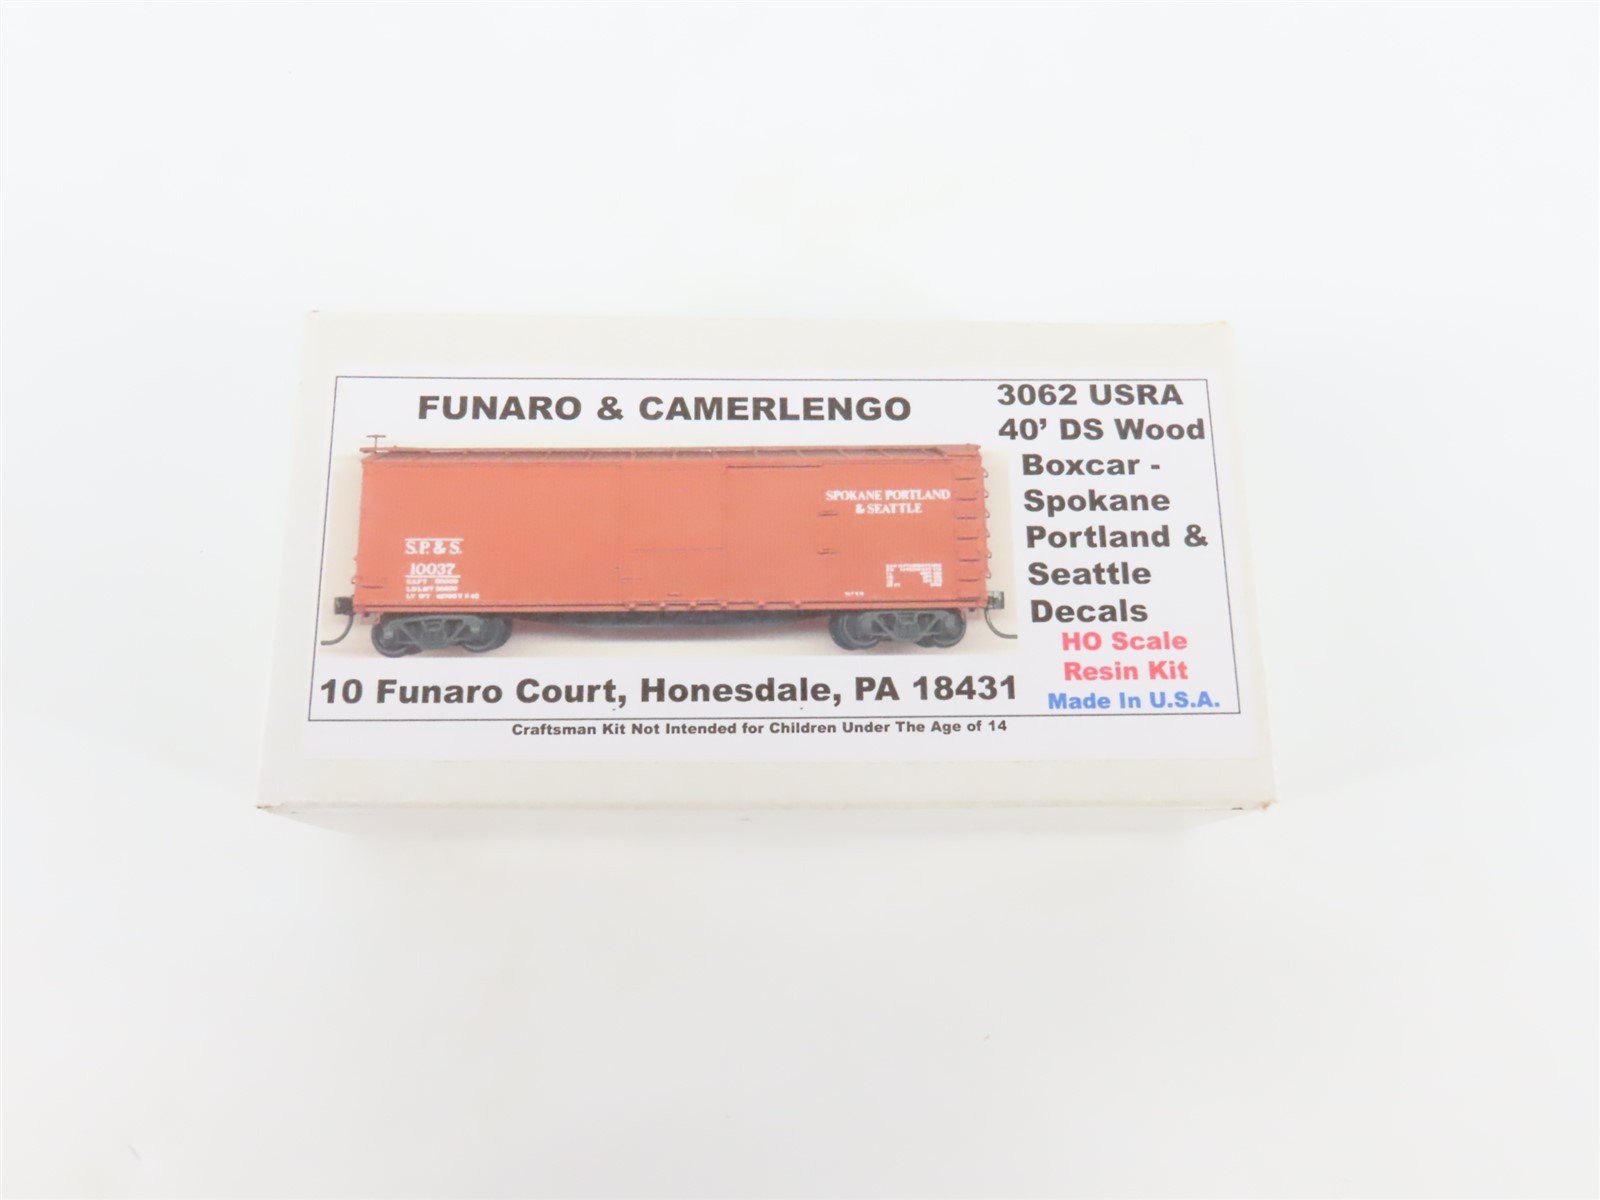 FUNARO & CAMERLENGO
3062 USRA
40' DS Wood
Boxcar -
Spokane
Portland &
Seattle
Decals
HO Scale
Resin Kit
Made In U.S.A.
SPOKANE PORTLAND
& SEATTLE
S.P. & S.
10037
10 Funaro Court, Honesdale, PA 18431
Craftsman Kit Not Intended for Children Under The Age of 14